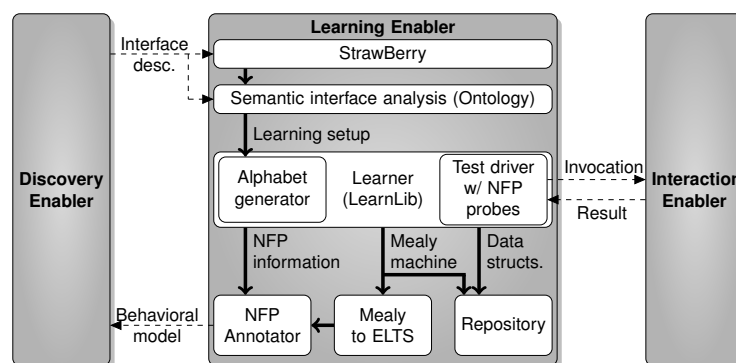 Learning Enabler
StrawBerry
Interface
desc.
Semantic interface analysis (Ontology)
Learning setup
Discovery
Enabler
Alphabet
generator
Learner
(LearnLib)
Test driver
w/ NFP
probes
Invocation
Result
Interaction
Enabler
NFP
information
Mealy
machine
Data
structs.
Behavioral
model
NFP
Annotator
Mealy
to ELTS
Repository